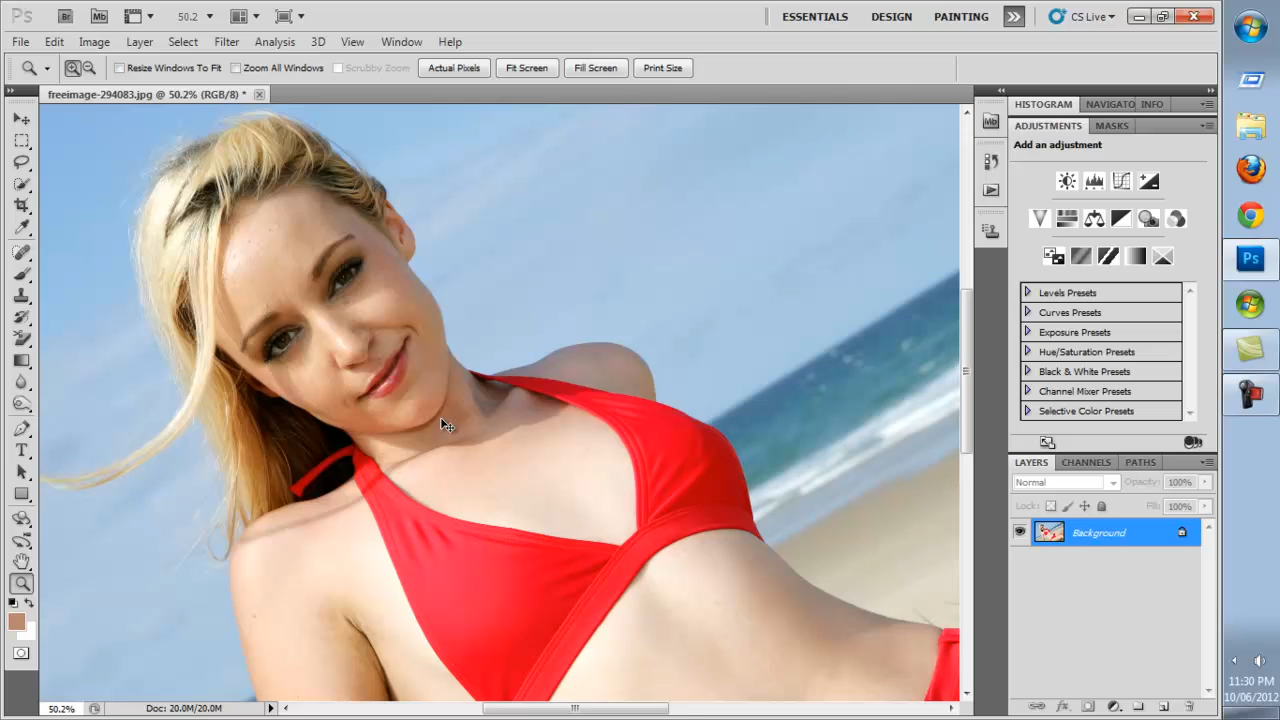 Ps Br Mb 50.2 ESSENTIALS DESIGN PAINTING CS Live
File Edit Image Layer Select Filter Analysis 3D View Window Help
Resize Windows To Fit Zoom All Windows Scrubby Zoom Actual Pixels Fit Screen Fill Screen Print Size
freeimage-294083.jpg @ 50.2% (RGB/8) *
HISTOGRAM NAVIGATO INFO
Mb
ADJUSTMENTS MASKS
Add an adjustment
Levels Presets
Curves Presets
Exposure Presets
Hue/Saturation Presets
Black & White Presets
Channel Mixer Presets
Selective Color Presets
LAYERS CHANNELS PATHS
Normal Opacity: 100%
Lock: Fill: 100%
Background
T
50.2% Doc: 20.0M/20.0M
Ps
11:30 PM
10/06/2012